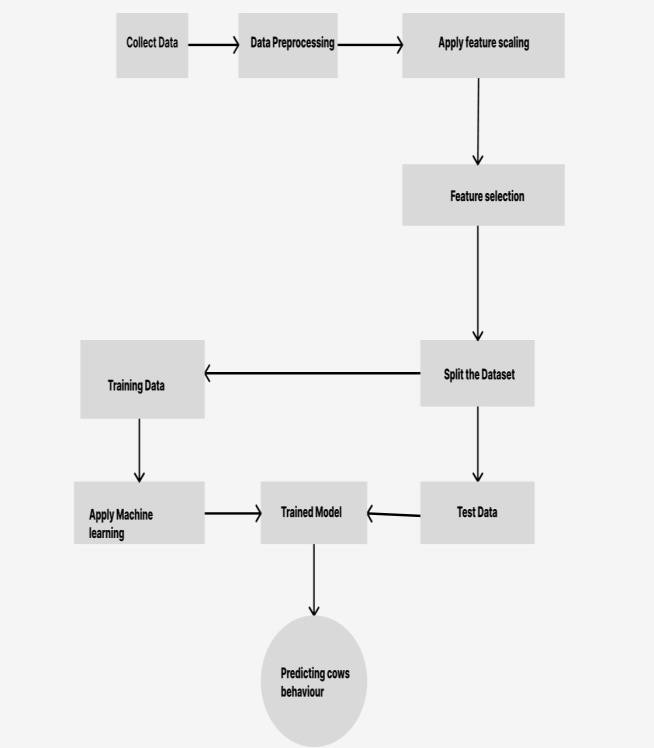 Collect Data
Data Preprocessing
Apply feature scaling
Feature selection
Split the Dataset
Training Data
Apply Machine
learning
Trained Model
Test Data
Predicting cows
behaviour